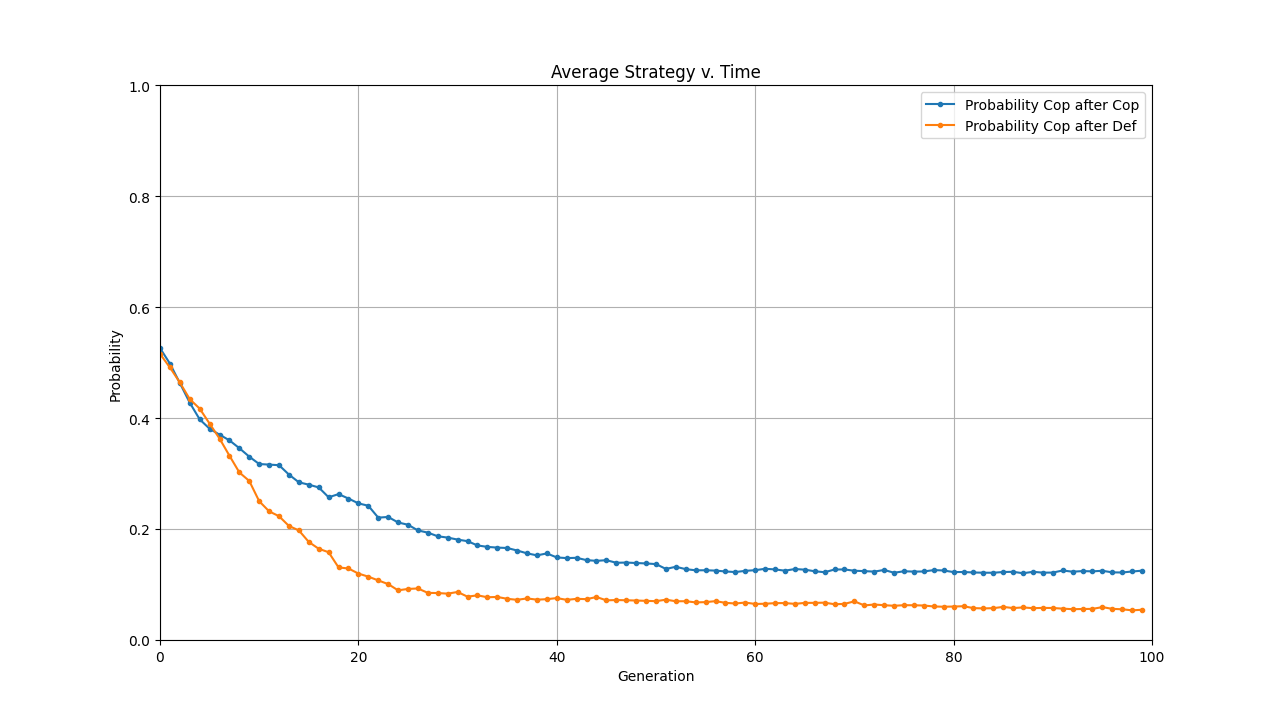 Average Strategy v. Time
Probability Cop after Cop
Probability Cop after Def
1.0
0.8
0.6
0.4
0.2
0.0
Probability
0 20 40 60 80 100
Generation